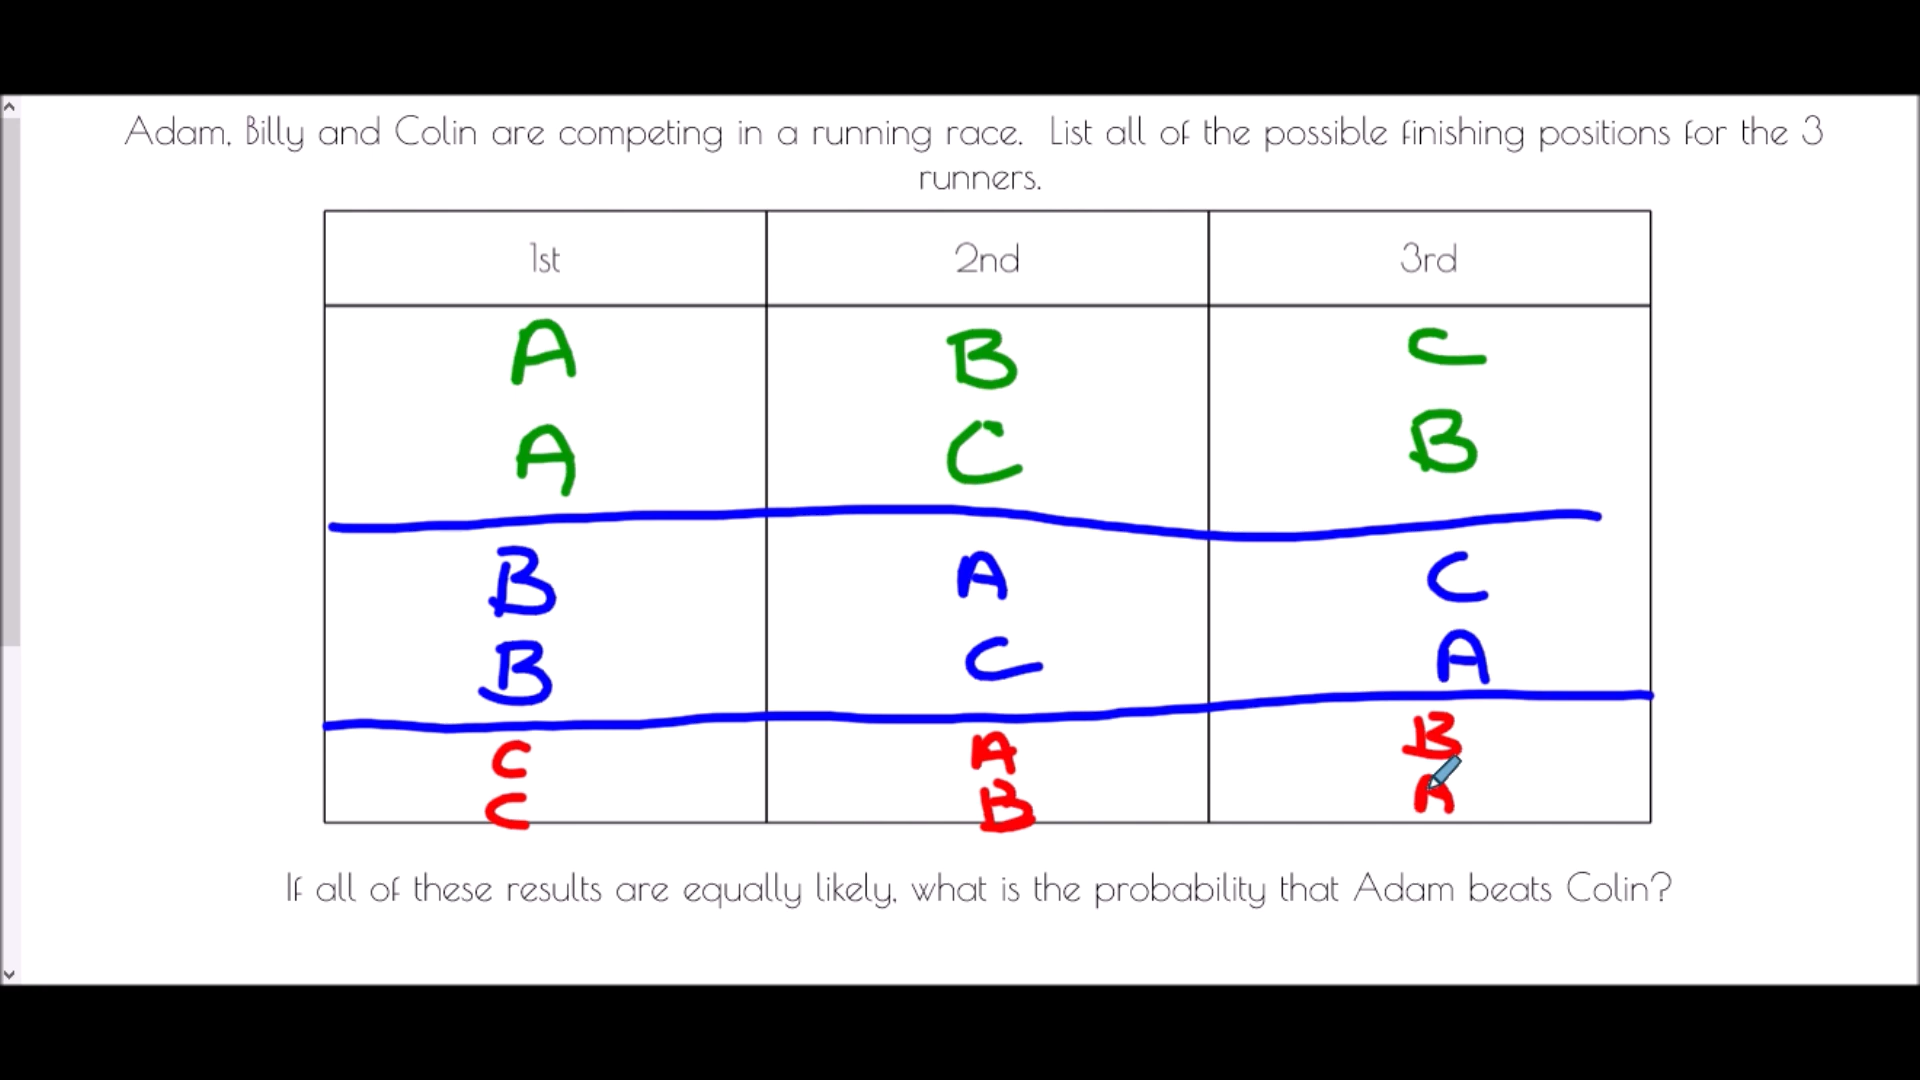 Adam, Billy and Colin are competing in a running race. List all of the possible finishing positions for the 3
runners.
1st 2nd 3rd
A B C
A C B
B A C
B C A
C A B
C B A
If all of these results are equally likely, what is the probability that Adam beats Colin?